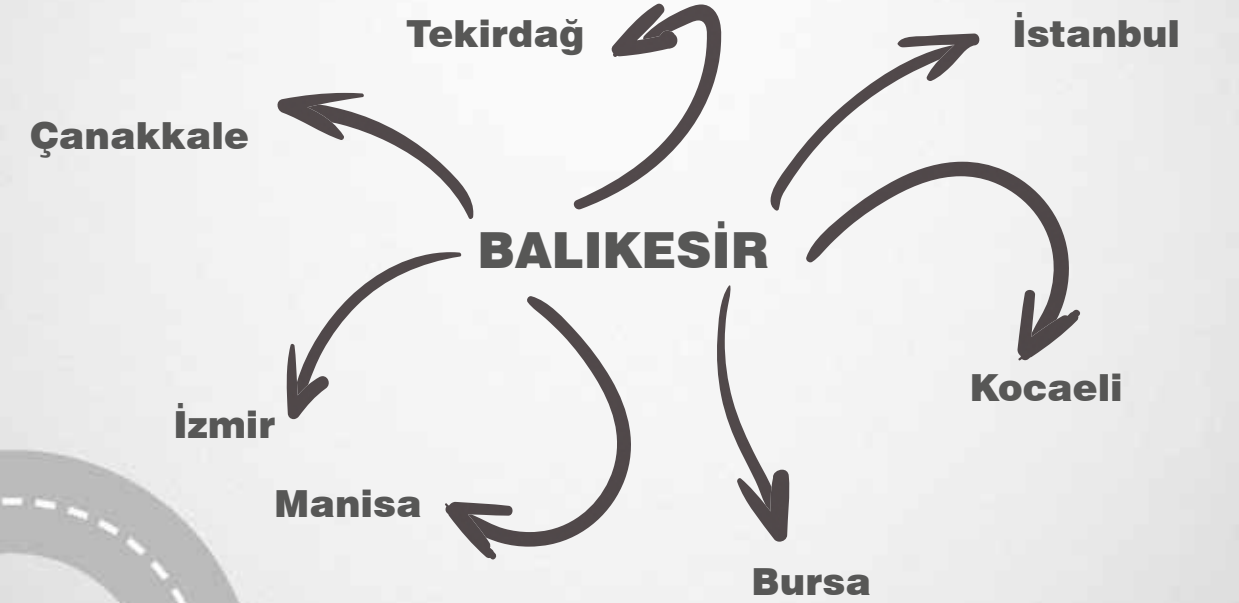 Tekirdağ
İstanbul
Çanakkale
BALIKESİR
Kocaeli
İzmir
Manisa
Bursa